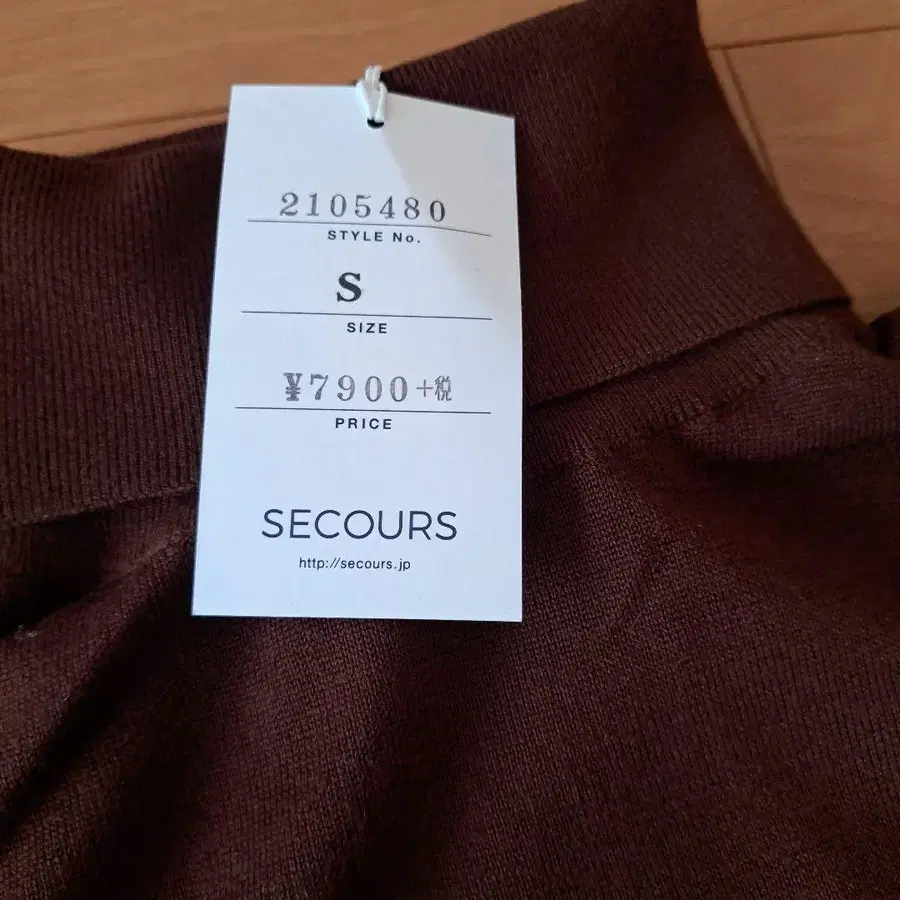 2105480
STYLE No.
S
SIZE
¥7900+税
PRICE
SECOURS
http://secours.jp